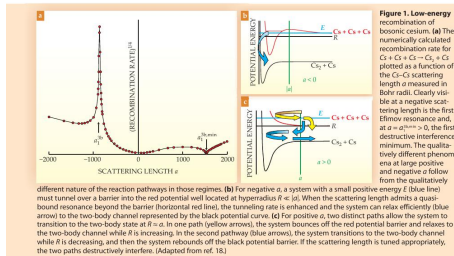 a
(RECOMBINATION RATE)1/4
−2000
−1000
0
1000
2000
SCATTERING LENGTH a
b
POTENTIAL ENERGY
E
Cs + Cs + Cs
R
Cs2 + Cs
|a|
a < 0
c
POTENTIAL ENERGY
E
Cs + Cs + Cs
R
Cs2 + Cs
a
a > 0
Figure 1. Low-energy
recombination of
bosonic cesium. (a) The
numerically calculated
recombination rate for
Cs + Cs + Cs → Cs2 + Cs
plotted as a function of
the Cs–Cs scattering
length a measured in
Bohr radii. Clearly visi-
ble at a negative scat-
tering length is the first
Efimov resonance and,
at > 0, the first
destructive interference
minimum. The qualita-
tively different phenom
ena at large positive
and negative a follow
from the qualitatively
different nature of the reaction pathways in those regimes. (b) For negative a, a system with a small positive energy E (blue line)
must tunnel over a barrier into the red potential well located at hyperradius R ≪ |a|. When the scattering length admits a quasi-
bound resonance beyond the barrier (horizontal red line), the tunneling rate is enhanced and the system can relax efficiently (blue
arrow) to the two-body channel represented by the black potential curve. (c) For positive a, two distinct paths allow the system to
transition to the two-body state at R ≈ a. In one path (yellow arrows), the system bounces off the red potential barrier and relaxes to
the two-body channel while R is increasing. In the second pathway (blue arrows), the system transitions to the two-body channel
while R is decreasing, and then the system rebounds off the black potential barrier. If the scattering length is tuned appropriately,
the two paths destructively interfere. (Adapted from ref. 18.)